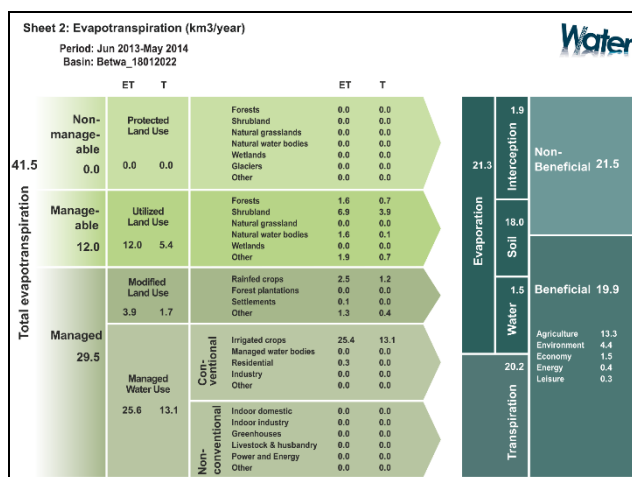 Sheet 2: Evapotranspiration (km3/year)
Water
Period: Jun 2013-May 2014
Basin: Betwa_18012022
ET T ET T
Total evapotranspiration
41.5
Non-
manage-
able
0.0
Protected
Land Use
0.0 0.0
Forests 0.0 0.0
Shrubland 0.0 0.0
Natural grasslands 0.0 0.0
Natural water bodies 0.0 0.0
Wetlands 0.0 0.0
Glaciers 0.0 0.0
Other 0.0 0.0
Manage-
able
12.0
Utilized
Land Use
12.0 5.4
Forests 1.6 0.7
Shrubland 6.9 3.9
Natural grassland 0.0 0.0
Natural water bodies 1.6 0.1
Wetlands 0.0 0.0
Other 1.9 0.7
Managed
29.5
Modified
Land Use
3.9 1.7
Rainfed crops 2.5 1.2
Forest plantations 0.0 0.0
Settlements 0.1 0.0
Other 1.3 0.4
Managed
Water Use
25.6 13.1
Con-
ventional
Irrigated crops 25.4 13.1
Managed water bodies 0.0 0.0
Residential 0.3 0.0
Industry 0.0 0.0
Other 0.0 0.0
Non-
conventional
Indoor domestic 0.0 0.0
Indoor industry 0.0 0.0
Greenhouses 0.0 0.0
Livestock & husbandry 0.0 0.0
Power and Energy 0.0 0.0
Other 0.0 0.0
Evaporation
21.3
Interception
1.9
Soil
18.0
Water
1.5
Transpiration
20.2
Non-
Beneficial 21.5
Beneficial 19.9
Agriculture 13.3
Environment 4.4
Economy 1.5
Energy 0.4
Leisure 0.3